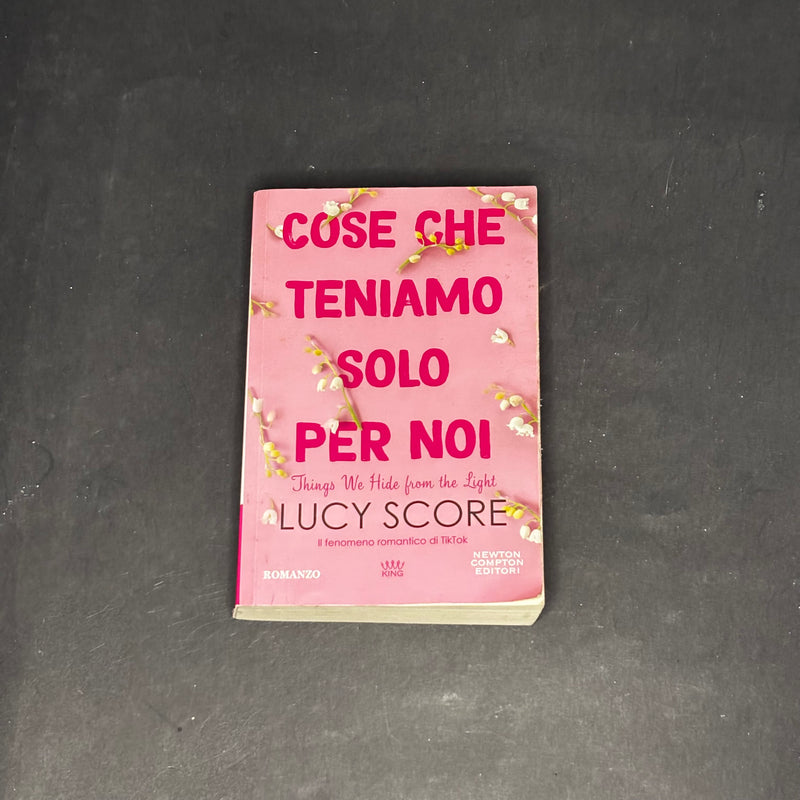 COSE CHE
TENIAMO
SOLO
PER NOI
Things We Hide from the Light
LUCY SCORE
Il fenomeno romantico di TikTok
ROMANZO
KING
NEWTON
COMPTON
EDITORI